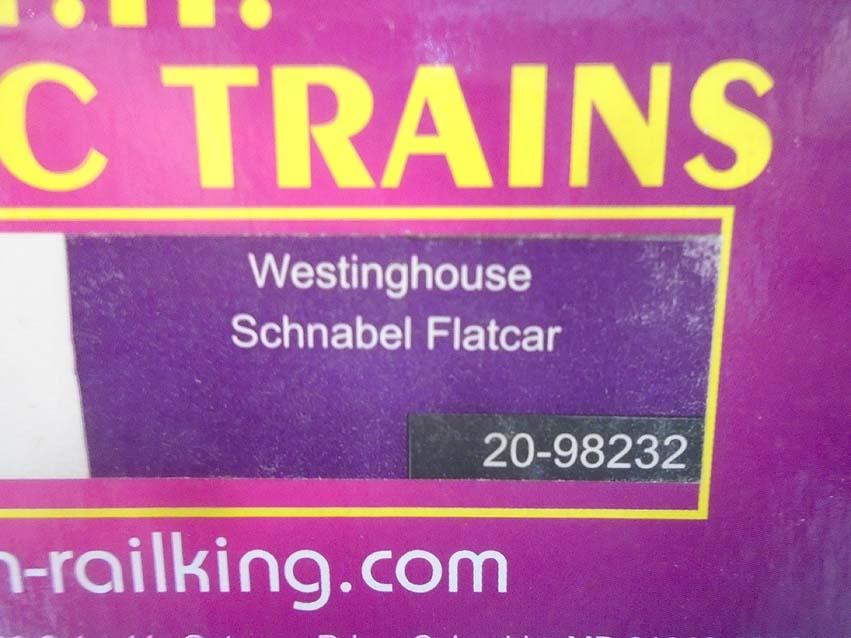 C TRAINS
Westinghouse
Schnabel Flatcar
20-98232
-railking.com